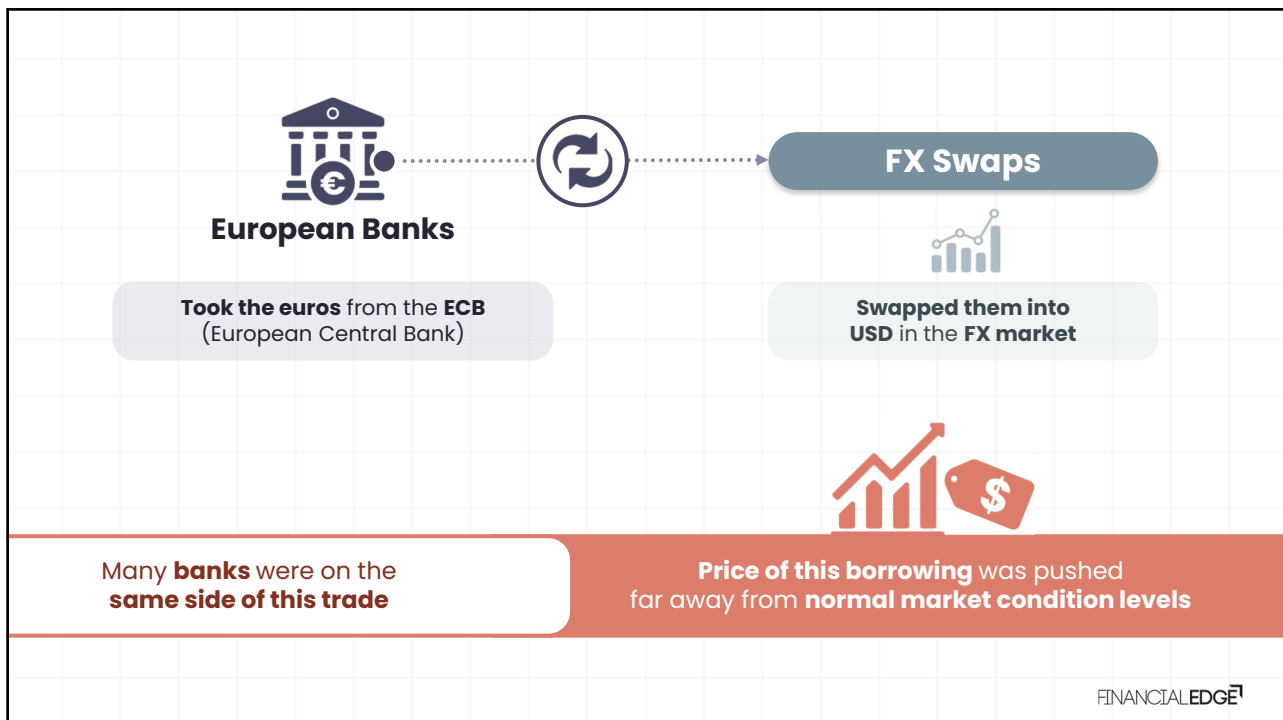 €
European Banks
FX Swaps
Took the euros from the ECB
(European Central Bank)
Swapped them into
USD in the FX market
$
Many banks were on the
same side of this trade
Price of this borrowing was pushed
far away from normal market condition levels
FINANCIALEDGE